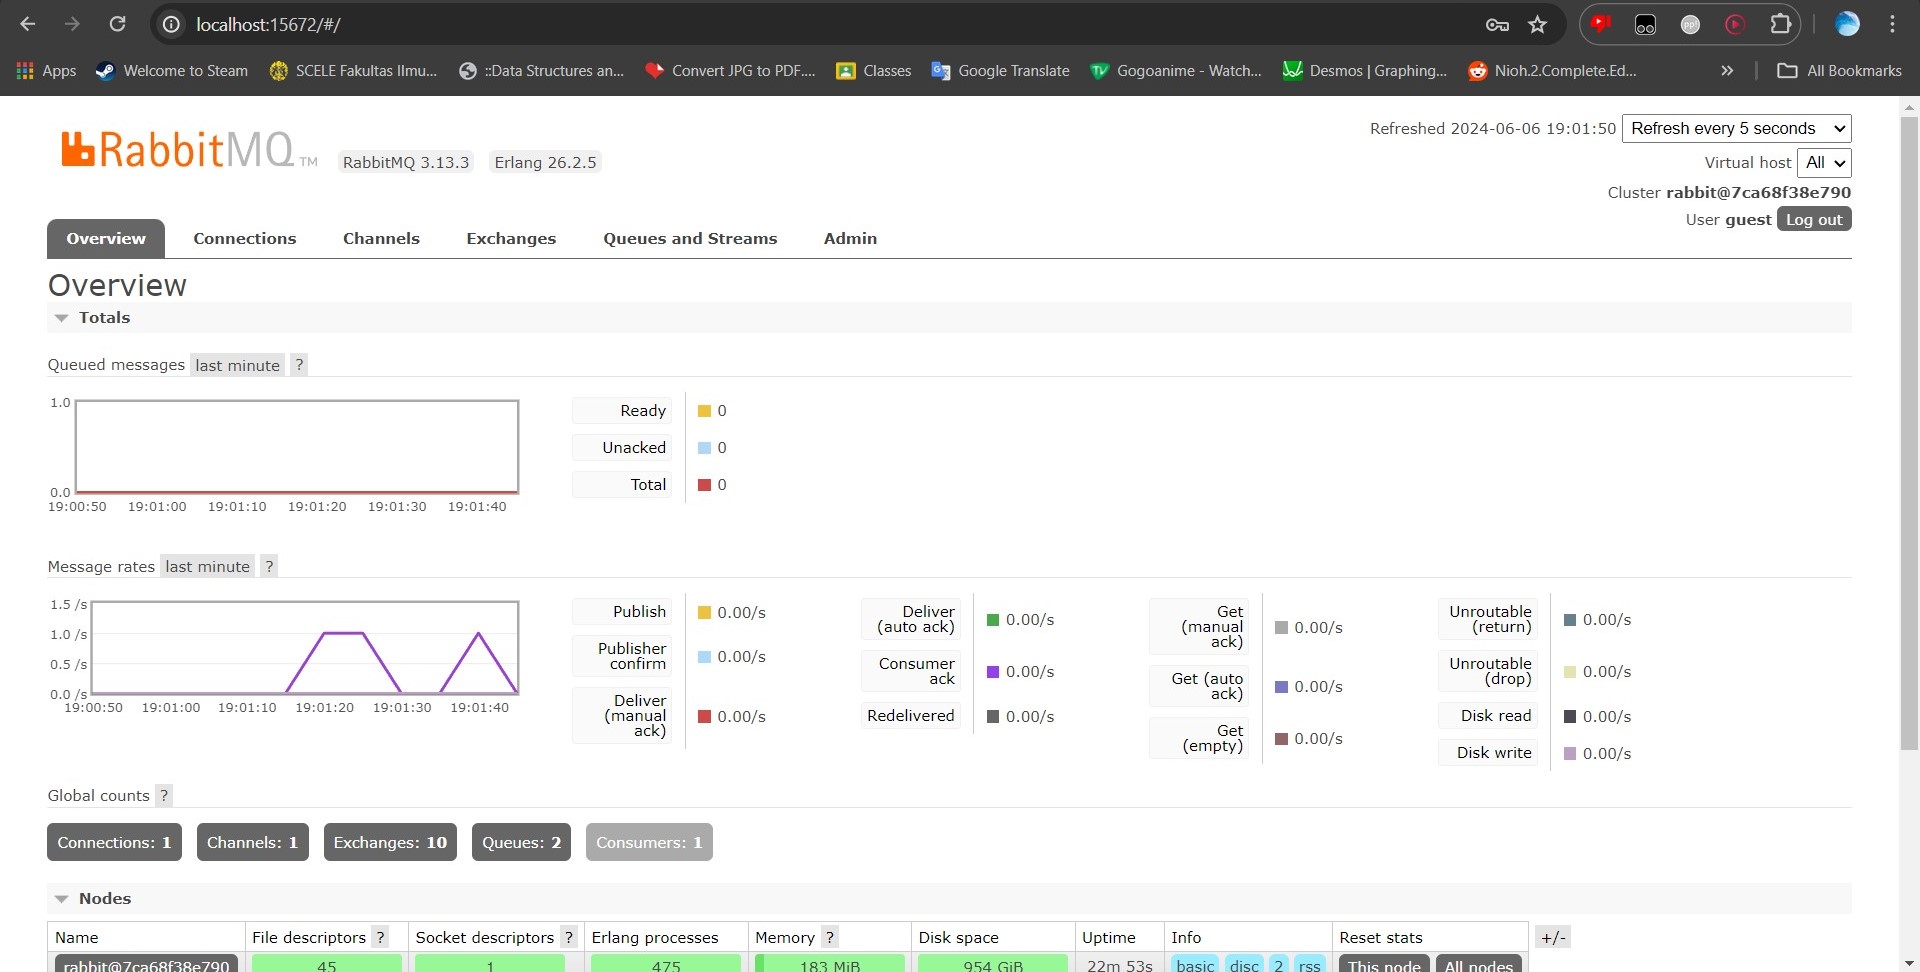 localhost:15672/#/
Apps Welcome to Steam SCELE Fakultas Ilmu... ::Data Structures an... Convert JPG to PDF.... Classes Google Translate Gogoanime - Watch... Desmos | Graphing... Nioh.2.Complete.Ed... » All Bookmarks
RabbitMQ TM RabbitMQ 3.13.3 Erlang 26.2.5
Refreshed 2024-06-06 19:01:50 Refresh every 5 seconds
Virtual host All
Cluster rabbit@7ca68f38e790
User guest Log out
Overview Connections Channels Exchanges Queues and Streams Admin
Overview
Totals
Queued messages last minute ?
1.0
0.0
19:00:50 19:01:00 19:01:10 19:01:20 19:01:30 19:01:40
Ready 0
Unacked 0
Total 0
Message rates last minute ?
1.5 /s
1.0 /s
0.5 /s
0.0 /s
19:00:50 19:01:00 19:01:10 19:01:20 19:01:30 19:01:40
Publish 0.00/s
Publisher
confirm 0.00/s
Deliver
(manual
ack) 0.00/s
Deliver
(auto ack) 0.00/s
Consumer
ack 0.00/s
Redelivered 0.00/s
Get
(manual
ack) 0.00/s
Get (auto
ack) 0.00/s
Get
(empty) 0.00/s
Unroutable
(return) 0.00/s
Unroutable
(drop) 0.00/s
Disk read 0.00/s
Disk write 0.00/s
Global counts ?
Connections: 1 Channels: 1 Exchanges: 10 Queues: 2 Consumers: 1
Nodes
Name File descriptors ? Socket descriptors ? Erlang processes Memory ? Disk space Uptime Info Reset stats +/-
rabbit@7ca68f38e790 45 1 475 183 MiB 954 GiB 22m 53s basic disc 2 rss This node All nodes